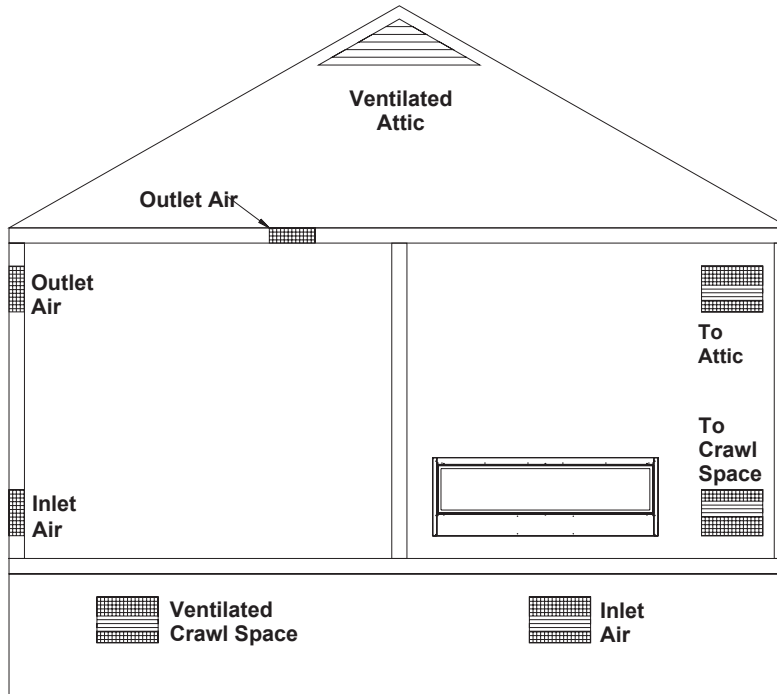 Ventilated
Attic
Outlet Air
Outlet
Air
To
Attic
To
Crawl
Space
Inlet
Air
Ventilated
Crawl Space
Inlet
Air